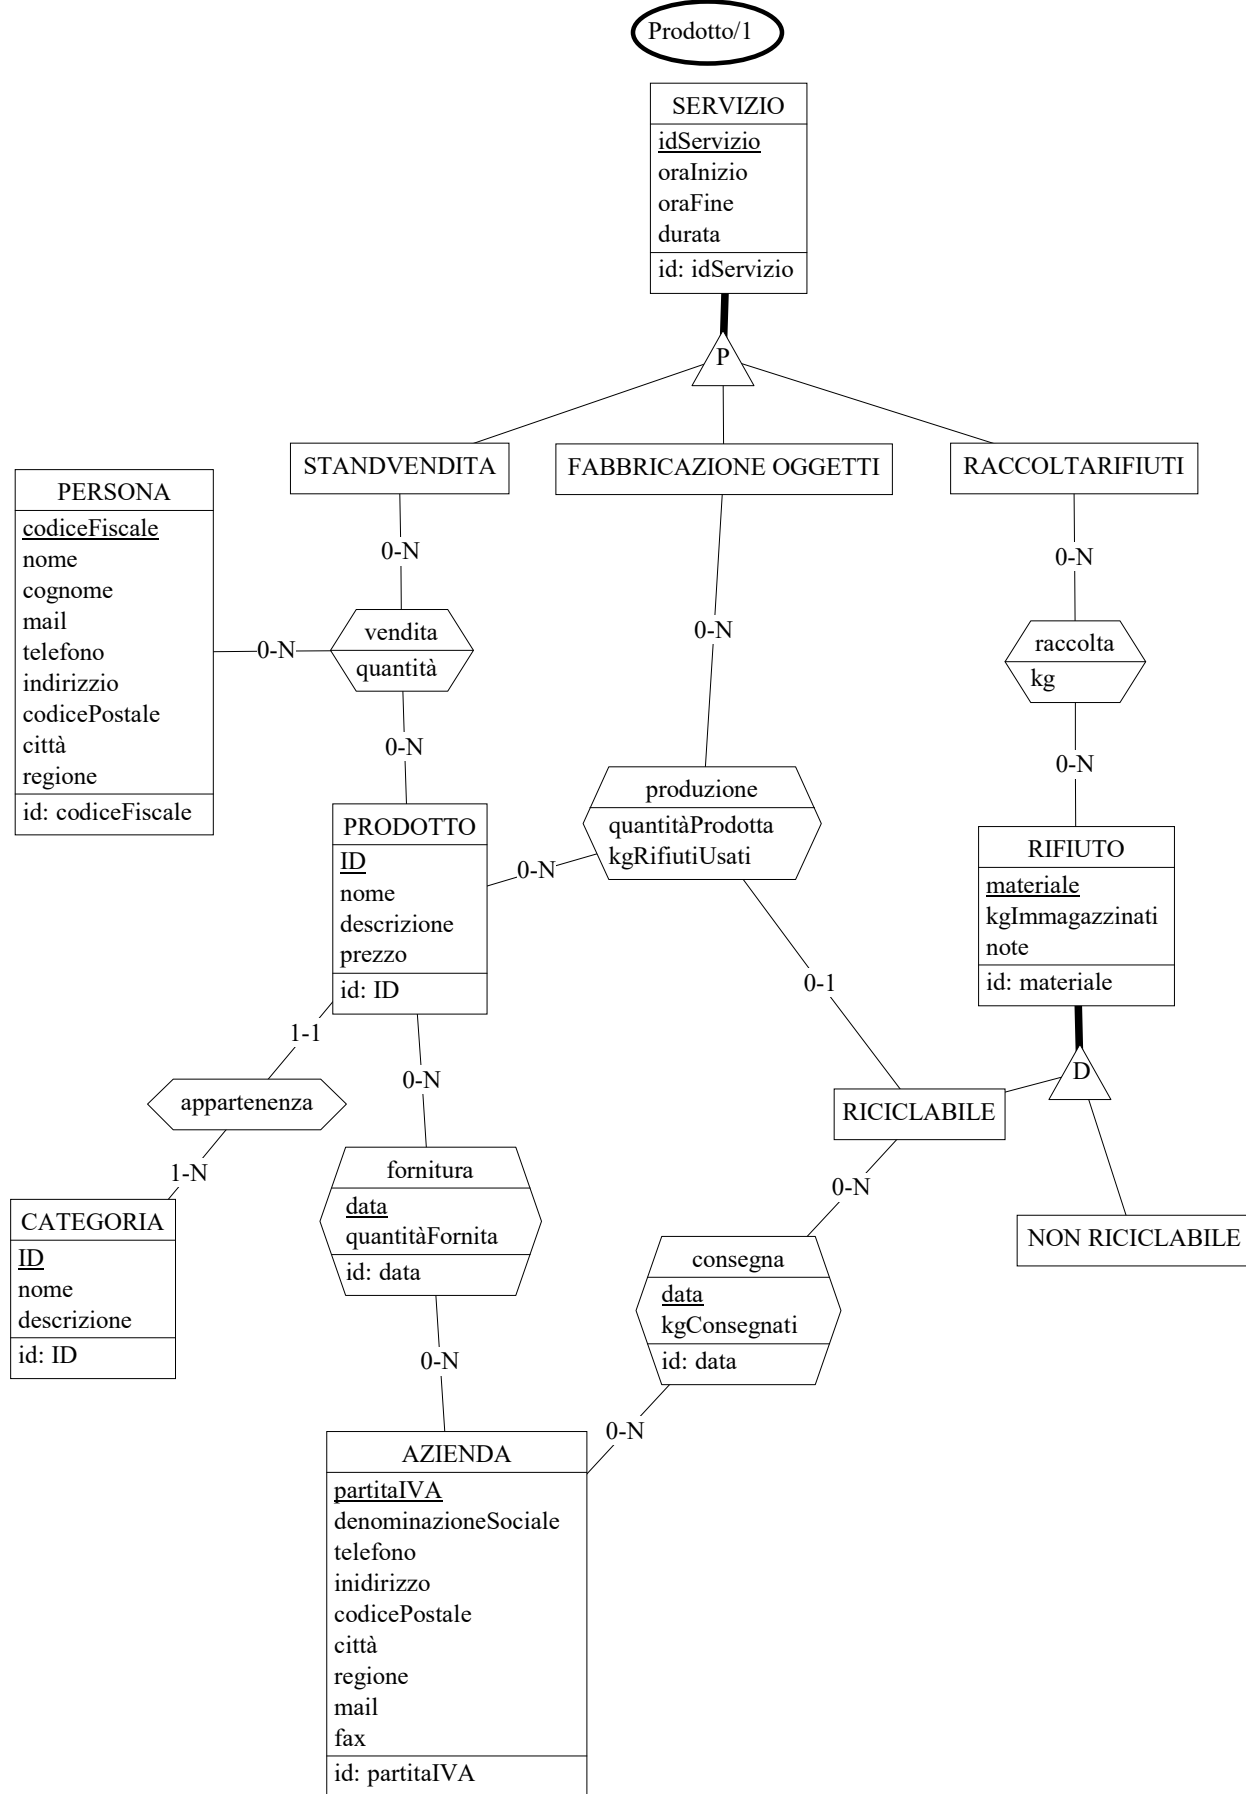 Prodotto/1
SERVIZIO
idServizio
oraInizio
oraFine
durata
id: idServizio
P
STANDVENDITA
FABBRICAZIONE OGGETTI
RACCOLTARIFIUTI
PERSONA
codiceFiscale
nome
cognome
mail
telefono
indirizzio
codicePostale
città
regione
id: codiceFiscale
0-N
0-N
0-N
0-N
vendita
quantità
raccolta
kg
0-N
0-N
produzione
quantitàProdotta
kgRifiutiUsati
PRODOTTO
ID
nome
descrizione
prezzo
id: ID
0-N
RIFIUTO
materiale
kgImmagazzinati
note
id: materiale
0-1
1-1
0-N
D
appartenenza
RICICLABILE
1-N
fornitura
data
quantitàFornita
id: data
0-N
CATEGORIA
ID
nome
descrizione
id: ID
NON RICICLABILE
consegna
data
kgConsegnati
id: data
0-N
0-N
AZIENDA
partitaIVA
denominazioneSociale
telefono
inidirizzo
codicePostale
città
regione
mail
fax
id: partitaIVA